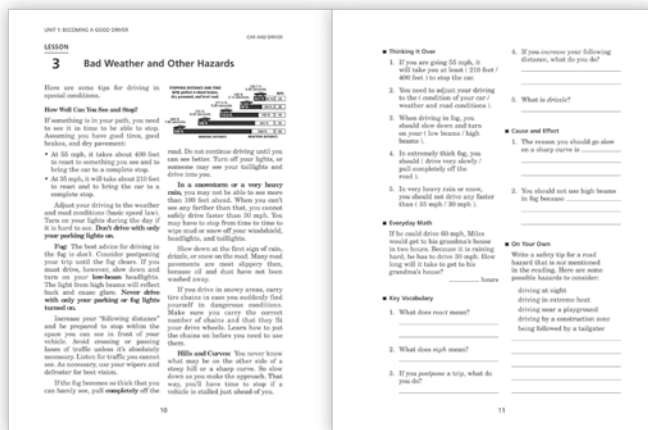 UNIT 1: BECOMING A GOOD DRIVER
CAR AND DRIVER
LESSON
3 Bad Weather and Other Hazards
Here are some tips for driving in
special conditions.
How Well Can You See and Stop?
If something is in your path, you need
to see it in time to be able to stop.
Assuming you have good tires, good
brakes, and dry pavement:
• At 55 mph, it takes about 400 feet
to react to something you see and to
bring the car to a complete stop.
• At 35 mph, it will take about 210 feet
to react and to bring the car to a
complete stop.
Adjust your driving to the weather
and road conditions (basic speed law).
Turn on your lights during the day if
it is hard to see. Don't drive with only
your parking lights on.
Fog: The best advice for driving in
the fog is don't. Consider postponing
your trip until the fog clears. If you
must drive, however, slow down and
turn on your low-beam headlights.
The light from high beams will reflect
back and cause glare. Never drive
with only your parking or fog lights
turned on.
Increase your "following distance"
and be prepared to stop within the
space you can see in front of your
vehicle. Avoid crossing or passing
lanes of traffic unless it's absolutely
necessary. Listen for traffic you cannot
see. As necessary, use your wipers and
defroster for best vision.
If the fog becomes so thick that you
can barely see, pull completely off the
STOPPING DISTANCE AND TIME
road. Do not continue driving until you
can see better. Turn off your lights, or
someone may see your taillights and
drive into you.
In a snowstorm or a very heavy
rain, you may not be able to see more
than 100 feet ahead. When you can't
see any farther than that, you cannot
safely drive faster than 30 mph. You
may have to stop from time to time to
wipe mud or snow off your windshield,
headlights, and taillights.
Slow down at the first sign of rain,
drizzle, or snow on the road. Many road
pavements are most slippery then,
because oil and dust have not been
washed away.
If you drive in snowy areas, carry
tire chains in case you suddenly find
yourself in dangerous conditions.
Make sure you carry the correct
number of chains and that they fit
your drive wheels. Learn how to put
the chains on before you need to use
them.
Hills and Curves: You never know
what may be on the other side of a
steep hill or a sharp curve. So slow
down as you make the approach. That
way, you'll have time to stop if a
vehicle is stalled just ahead of you.
10
■ Thinking It Over
1. If you are going 55 mph, it
will take you at least ( 210 feet /
400 feet ) to stop the car.
2. You need to adjust your driving
to the ( condition of your car /
weather and road conditions ).
3. When driving in fog, you
should slow down and turn
on your ( low beams / high
beams ).
4. In extremely thick fog, you
should ( drive very slowly /
pull completely off the
road ).
5. In very heavy rain or snow,
you should not drive any faster
than ( 55 mph / 30 mph ).
■ Everyday Math
If he could drive 60 mph, Miles
would get to his grandma's house
in two hours. Because it is raining
hard, he has to drive 30 mph. How
long will it take to get to his
grandma's house?
hours
■ Key Vocabulary
1. What does react mean?
2. What does mph mean?
3. If you postpone a trip, what do
you do?
4. If you increase your following
distance, what do you do?
5. What is drizzle?
■ Cause and Effect
1. The reason you should go slow
on a sharp curve is
2. You should not use high beams
in fog because
■ On Your Own
Write a safety tip for a road
hazard that is not mentioned
in the reading. Here are some
possible hazards to consider:
driving at night
driving in extreme heat
driving near a playground
driving by a construction zone
being followed by a tailgater
11